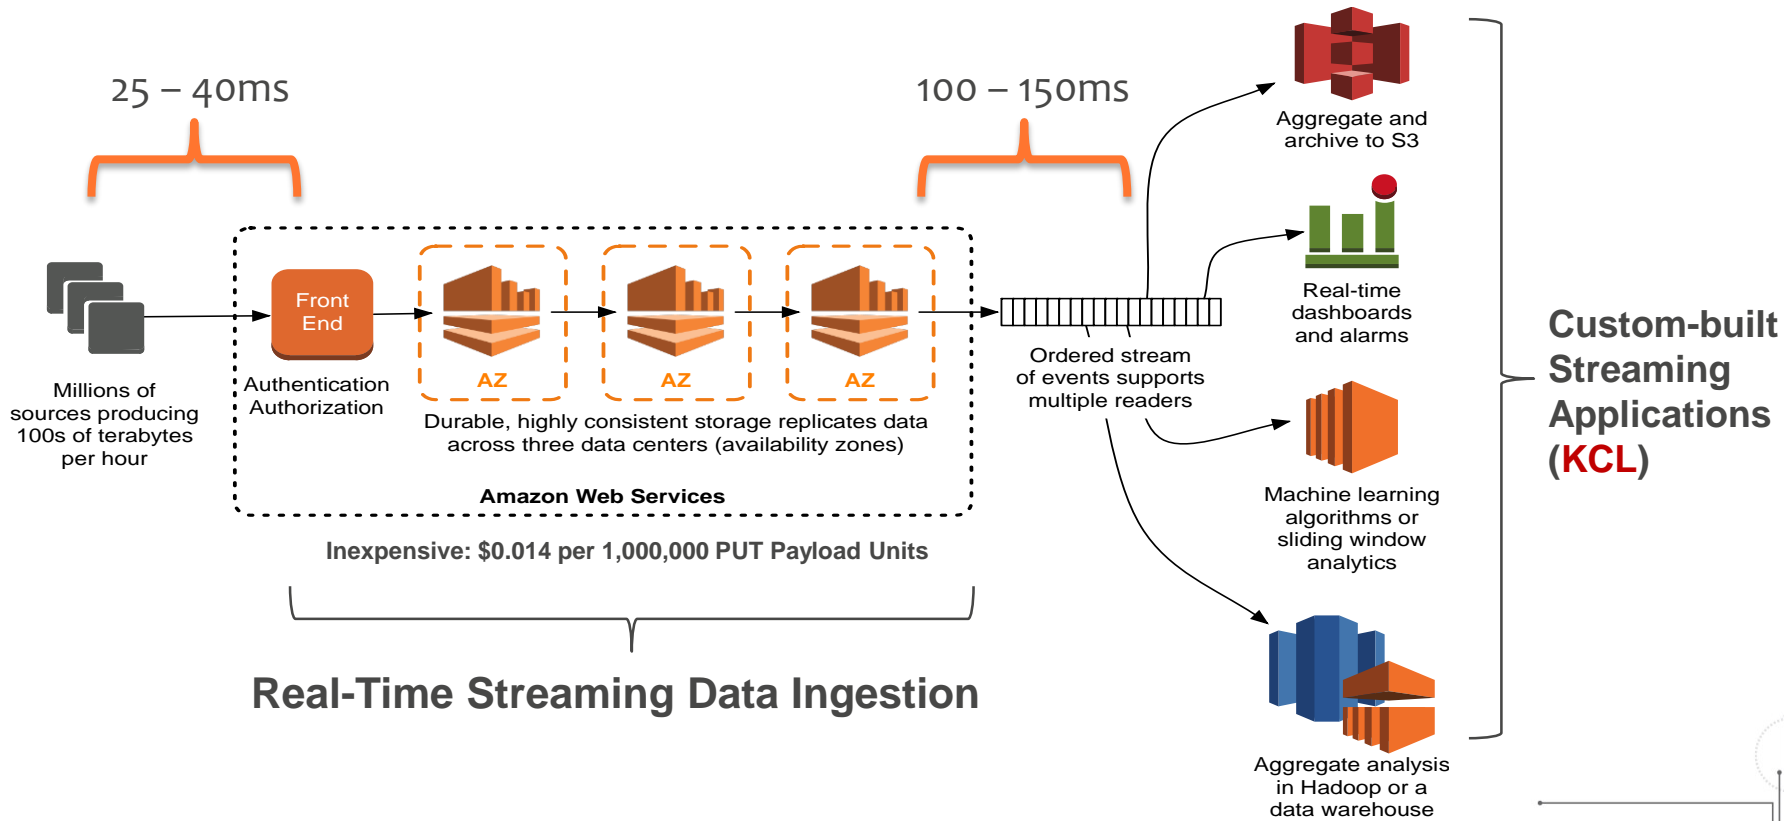 25 – 40ms
100 – 150ms
Aggregate and
archive to S3
Real-time
dashboards
and alarms
Front
End
AZ
AZ
AZ
Millions of
sources producing
100s of terabytes
per hour
Authentication
Authorization
Durable, highly consistent storage replicates data
across three data centers (availability zones)
Amazon Web Services
Ordered stream
of events supports
multiple readers
Custom-built
Streaming
Applications
(KCL)
Machine learning
algorithms or
sliding window
analytics
Inexpensive: $0.014 per 1,000,000 PUT Payload Units
Real-Time Streaming Data Ingestion
Aggregate analysis
in Hadoop or a
data warehouse